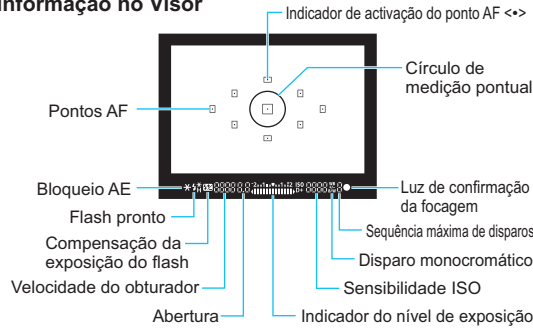 Informação no Visor
Indicador de activação do ponto AF <•>
Círculo de
medição pontual
Pontos AF
Bloqueio AE
Luz de confirmação
da focagem
Flash pronto
Sequência máxima de disparos
Compensação da
exposição do flash
Disparo monocromático
Velocidade do obturador
Sensibilidade ISO
Abertura
Indicador do nível de exposição